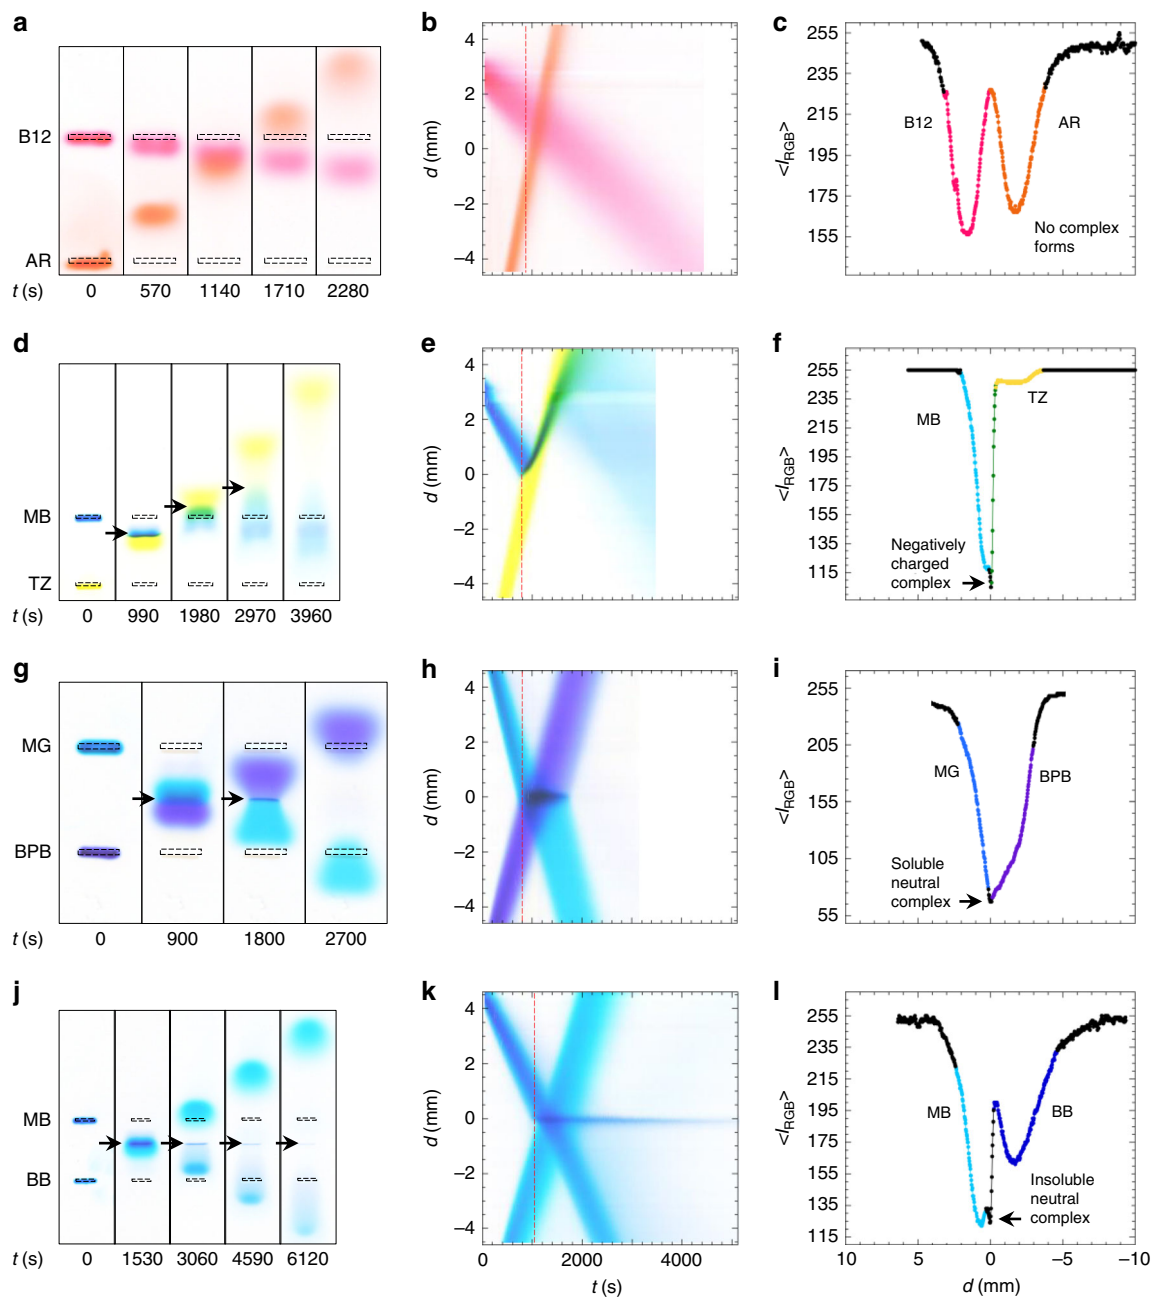 a
B12
AR
t (s) 0 570 1140 1710 2280
b
d (mm)
4
2
0
−2
−4
c
<I_RGB>
255
235
215
195
175
155
B12
AR
No complex
forms
d
MB
TZ
t (s) 0 990 1980 2970 3960
e
d (mm)
4
2
0
−2
−4
f
<I_RGB>
255
235
215
195
175
155
135
115
MB
TZ
Negatively
charged
complex
g
MG
BPB
t (s) 0 900 1800 2700
h
d (mm)
4
2
0
−2
−4
i
<I_RGB>
255
205
155
105
55
MG
BPB
Soluble
neutral
complex
j
MB
BB
t (s) 0 1530 3060 4590 6120
k
d (mm)
4
2
0
−2
−4
0 2000 4000
t (s)
l
<I_RGB>
255
235
215
195
175
155
135
115
MB
BB
Insoluble
neutral
complex
10 5 0 −5 −10
d (mm)